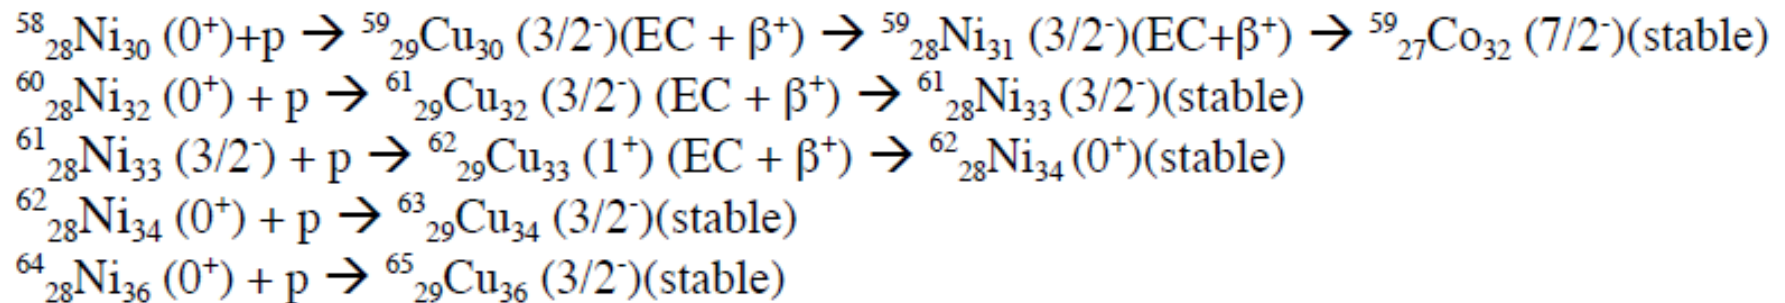 ⁵⁸₂₈Ni₃₀ (0⁺)+p → ⁵⁹₂₉Cu₃₀ (3/2⁻)(EC + β⁺) → ⁵⁹₂₈Ni₃₁ (3/2⁻)(EC+β⁺) → ⁵⁹₂₇Co₃₂ (7/2⁻)(stable)
⁶⁰₂₈Ni₃₂ (0⁺) + p → ⁶¹₂₉Cu₃₂ (3/2⁻) (EC + β⁺) → ⁶¹₂₈Ni₃₃ (3/2⁻)(stable)
⁶¹₂₈Ni₃₃ (3/2⁻) + p → ⁶²₂₉Cu₃₃ (1⁺) (EC + β⁺) → ⁶²₂₈Ni₃₄ (0⁺)(stable)
⁶²₂₈Ni₃₄ (0⁺) + p → ⁶³₂₉Cu₃₄ (3/2⁻)(stable)
⁶⁴₂₈Ni₃₆ (0⁺) + p → ⁶⁵₂₉Cu₃₆ (3/2⁻)(stable)